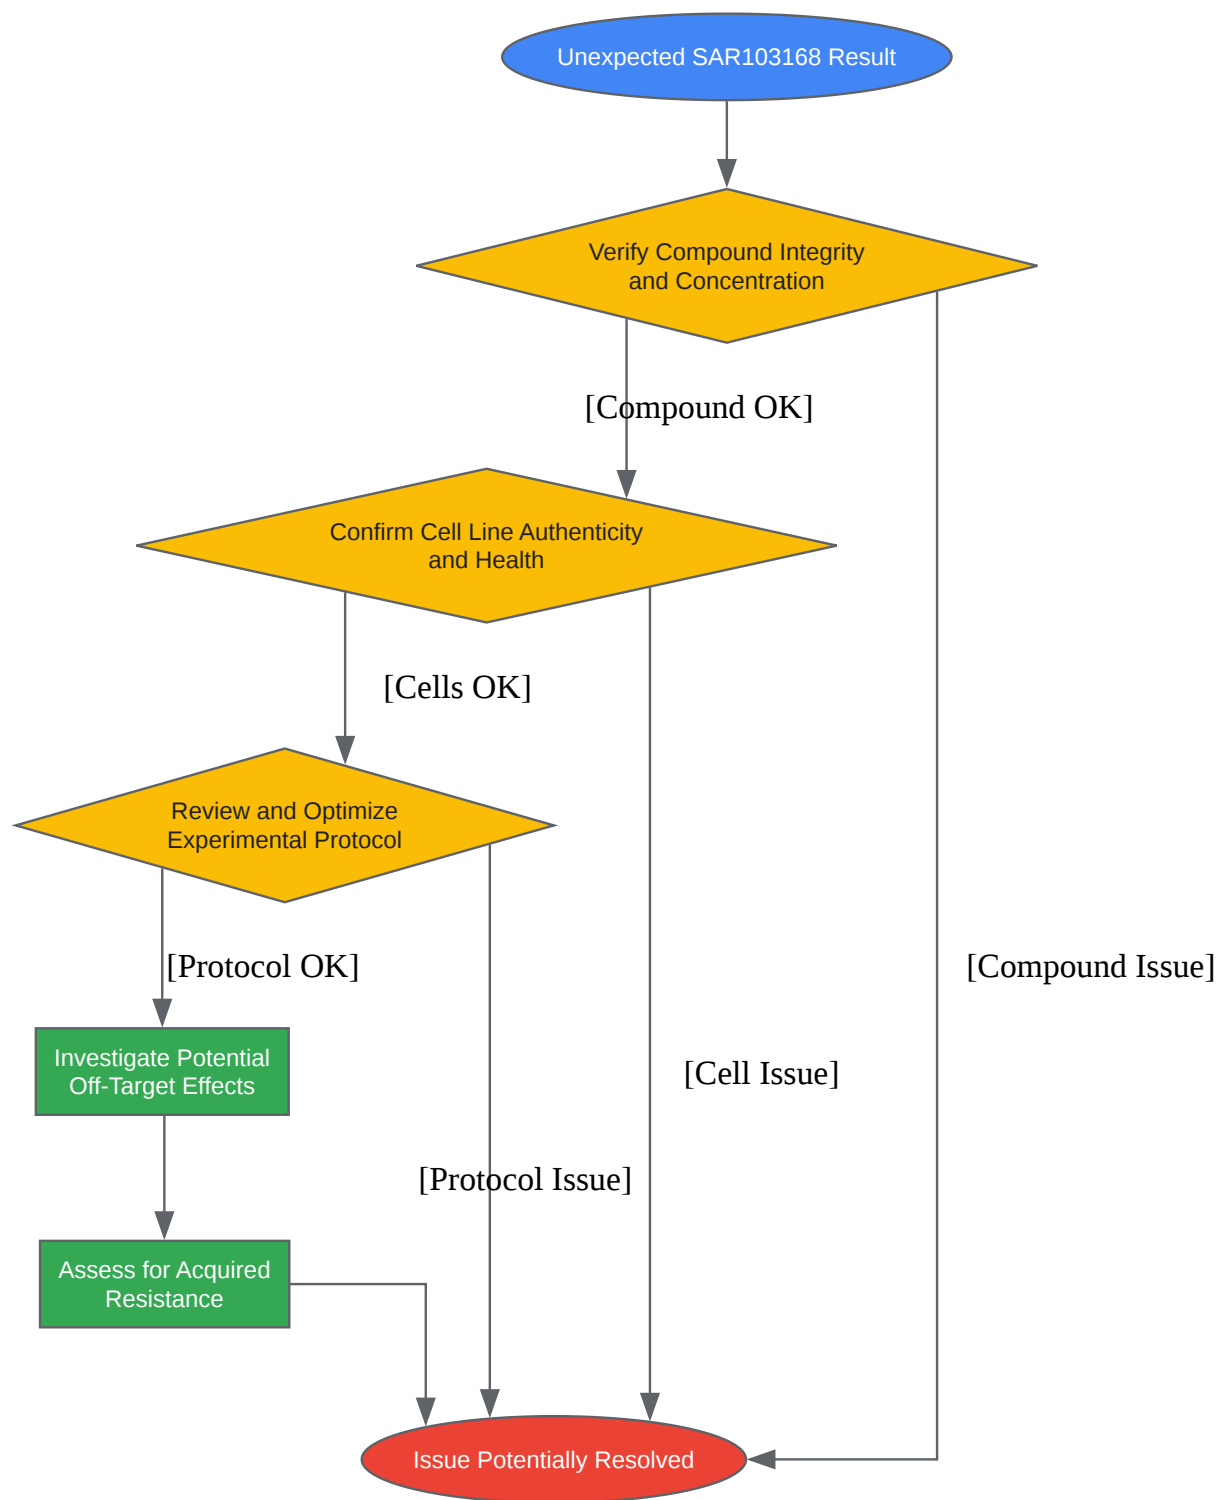 Unexpected SAR103168 Result
Verify Compound Integrity
and Concentration
[Compound OK]
Confirm Cell Line Authenticity
and Health
[Cells OK]
Review and Optimize
Experimental Protocol
[Protocol OK]
[Compound Issue]
Investigate Potential
Off-Target Effects
[Cell Issue]
[Protocol Issue]
Assess for Acquired
Resistance
Issue Potentially Resolved